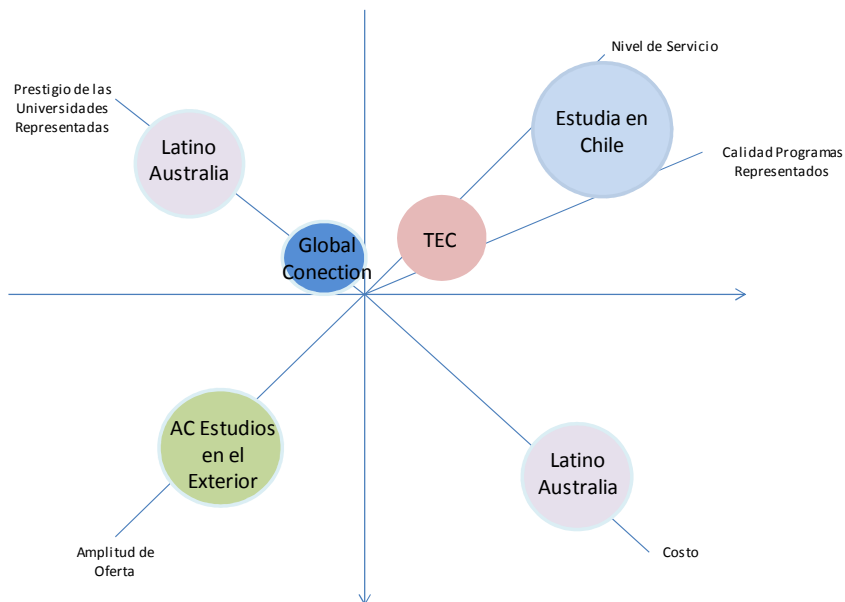 Nivel de Servicio
Prestigio de las
Universidades
Representadas
Estudia en
Chile
Latino
Australia
Calidad Programas
Representados
TEC
Global
Conection
AC Estudios
en el
Exterior
Latino
Australia
Amplitud de
Oferta
Costo